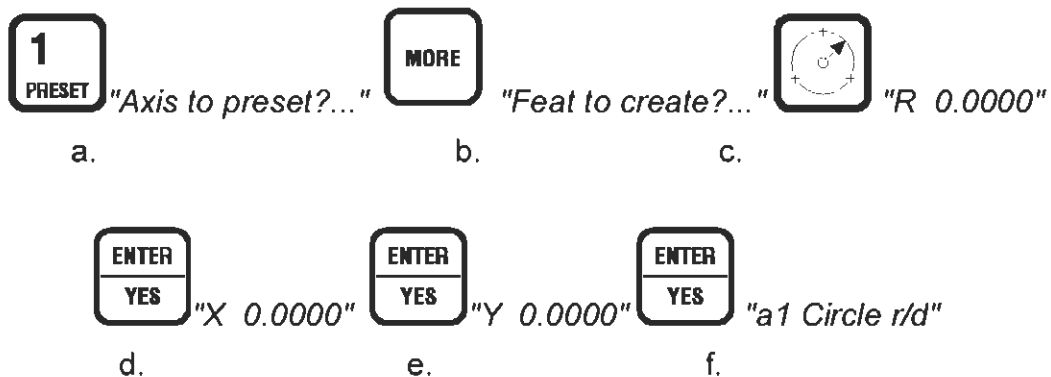 1
PRESET "Axis to preset?..." MORE "Feat to create?..." "R 0.0000"
a. b. c.
ENTER YES "X 0.0000" ENTER YES "Y 0.0000" ENTER YES "a1 Circle r/d"
d. e. f.